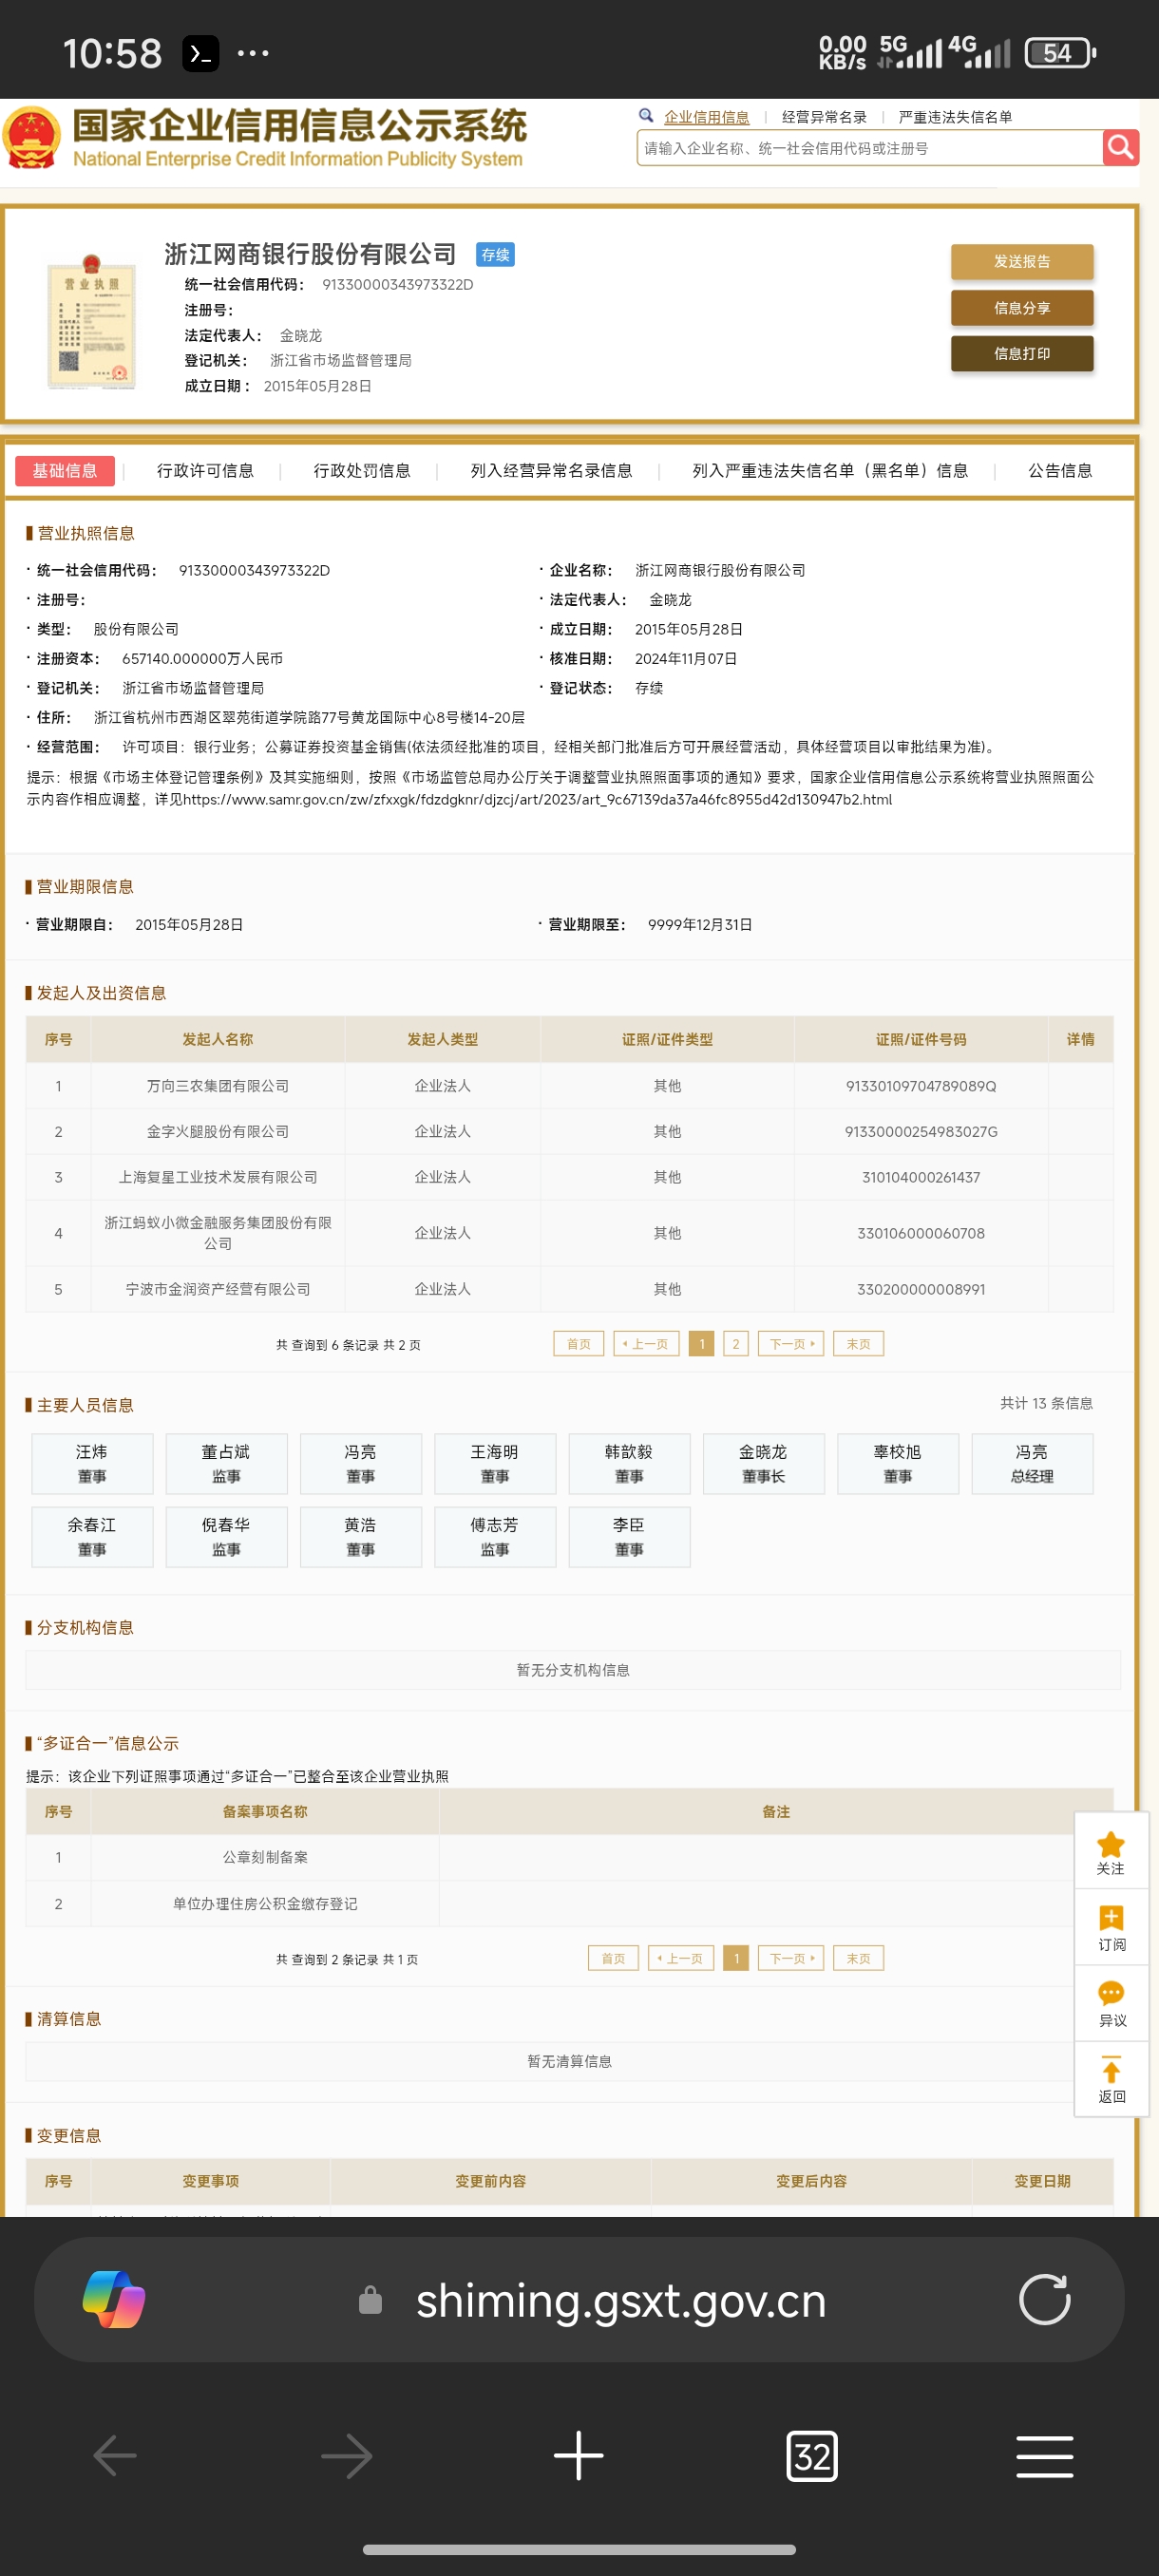 10:58
0.00 KB/s 5G 4G 54
国家企业信用信息公示系统
National Enterprise Credit Information Publicity System
企业信用信息 | 经营异常名录 | 严重违法失信名单
请输入企业名称、统一社会信用代码或注册号
浙江网商银行股份有限公司 存续
统一社会信用代码： 91330000343973322D
注册号：
法定代表人： 金晓龙
登记机关： 浙江省市场监督管理局
成立日期： 2015年05月28日
营业执照
发送报告
信息分享
信息打印
基础信息 | 行政许可信息 | 行政处罚信息 | 列入经营异常名录信息 | 列入严重违法失信名单（黑名单）信息 | 公告信息
营业执照信息
· 统一社会信用代码： 91330000343973322D · 企业名称： 浙江网商银行股份有限公司
· 注册号： · 法定代表人： 金晓龙
· 类型： 股份有限公司 · 成立日期： 2015年05月28日
· 注册资本： 657140.000000万人民币 · 核准日期： 2024年11月07日
· 登记机关： 浙江省市场监督管理局 · 登记状态： 存续
· 住所： 浙江省杭州市西湖区翠苑街道学院路77号黄龙国际中心8号楼14-20层
· 经营范围： 许可项目：银行业务；公募证券投资基金销售(依法须经批准的项目，经相关部门批准后方可开展经营活动，具体经营项目以审批结果为准)。
提示：根据《市场主体登记管理条例》及其实施细则，按照《市场监管总局办公厅关于调整营业执照照面事项的通知》要求，国家企业信用信息公示系统将营业执照照面公
示内容作相应调整，详见https://www.samr.gov.cn/zw/zfxxgk/fdzdgknr/djzcj/art/2023/art_9c67139da37a46fc8955d42d130947b2.html
营业期限信息
· 营业期限自： 2015年05月28日 · 营业期限至： 9999年12月31日
发起人及出资信息
序号 发起人名称 发起人类型 证照/证件类型 证照/证件号码 详情
1 万向三农集团有限公司 企业法人 其他 91330109704789089Q
2 金字火腿股份有限公司 企业法人 其他 91330000254983027G
3 上海复星工业技术发展有限公司 企业法人 其他 310104000261437
4 浙江蚂蚁小微金融服务集团股份有限公司 企业法人 其他 330106000060708
5 宁波市金润资产经营有限公司 企业法人 其他 330200000008991
共 查询到 6 条记录 共 2 页 首页 上一页 1 2 下一页 末页
主要人员信息 共计 13 条信息
汪炜 董占斌 冯亮 王海明 韩歆毅 金晓龙 辜校旭 冯亮
董事 监事 董事 董事 董事 董事长 董事 总经理
余春江 倪春华 黄浩 傅志芳 李臣
董事 监事 董事 监事 董事
分支机构信息
暂无分支机构信息
“多证合一”信息公示
提示：该企业下列证照事项通过“多证合一”已整合至该企业营业执照
序号 备案事项名称 备注
1 公章刻制备案
2 单位办理住房公积金缴存登记
共 查询到 2 条记录 共 1 页 首页 上一页 1 下一页 末页
关注
订阅
异议
返回
清算信息
暂无清算信息
变更信息
序号 变更事项 变更前内容 变更后内容 变更日期
shiming.gsxt.gov.cn
32